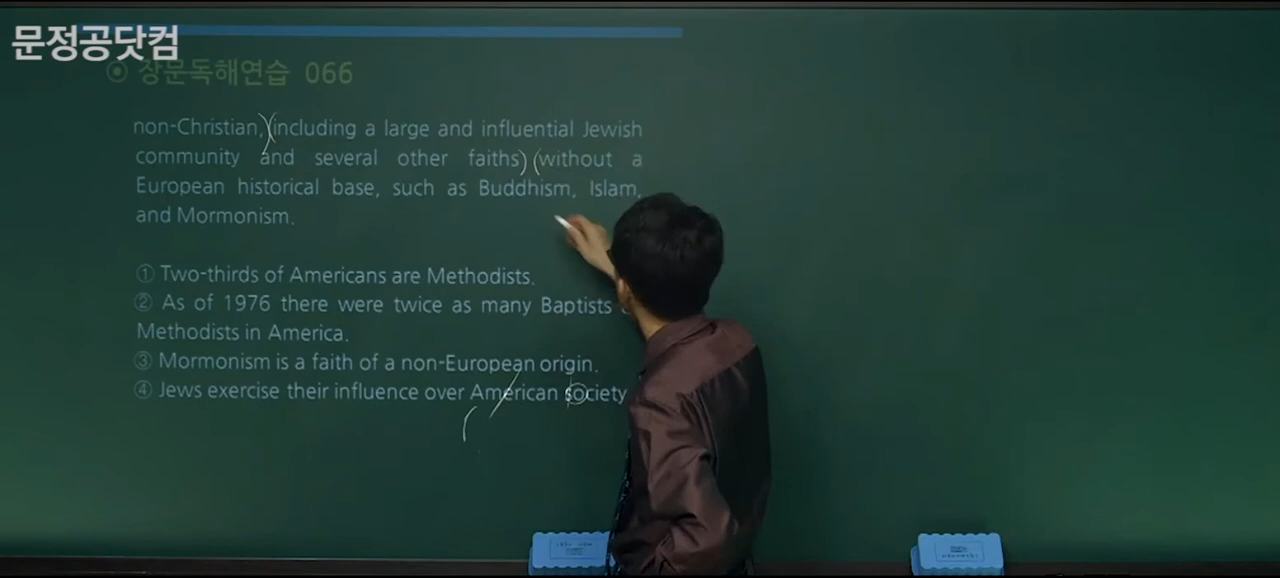 문정공닷컴
장문독해연습 066
non-Christian, including a large and influential Jewish
community and several other faiths without a
European historical base, such as Buddhism, Islam,
and Mormonism.
① Two-thirds of Americans are Methodists.
② As of 1976 there were twice as many Baptists
Methodists in America.
③ Mormonism is a faith of a non-European origin.
④ Jews exercise their influence over American society